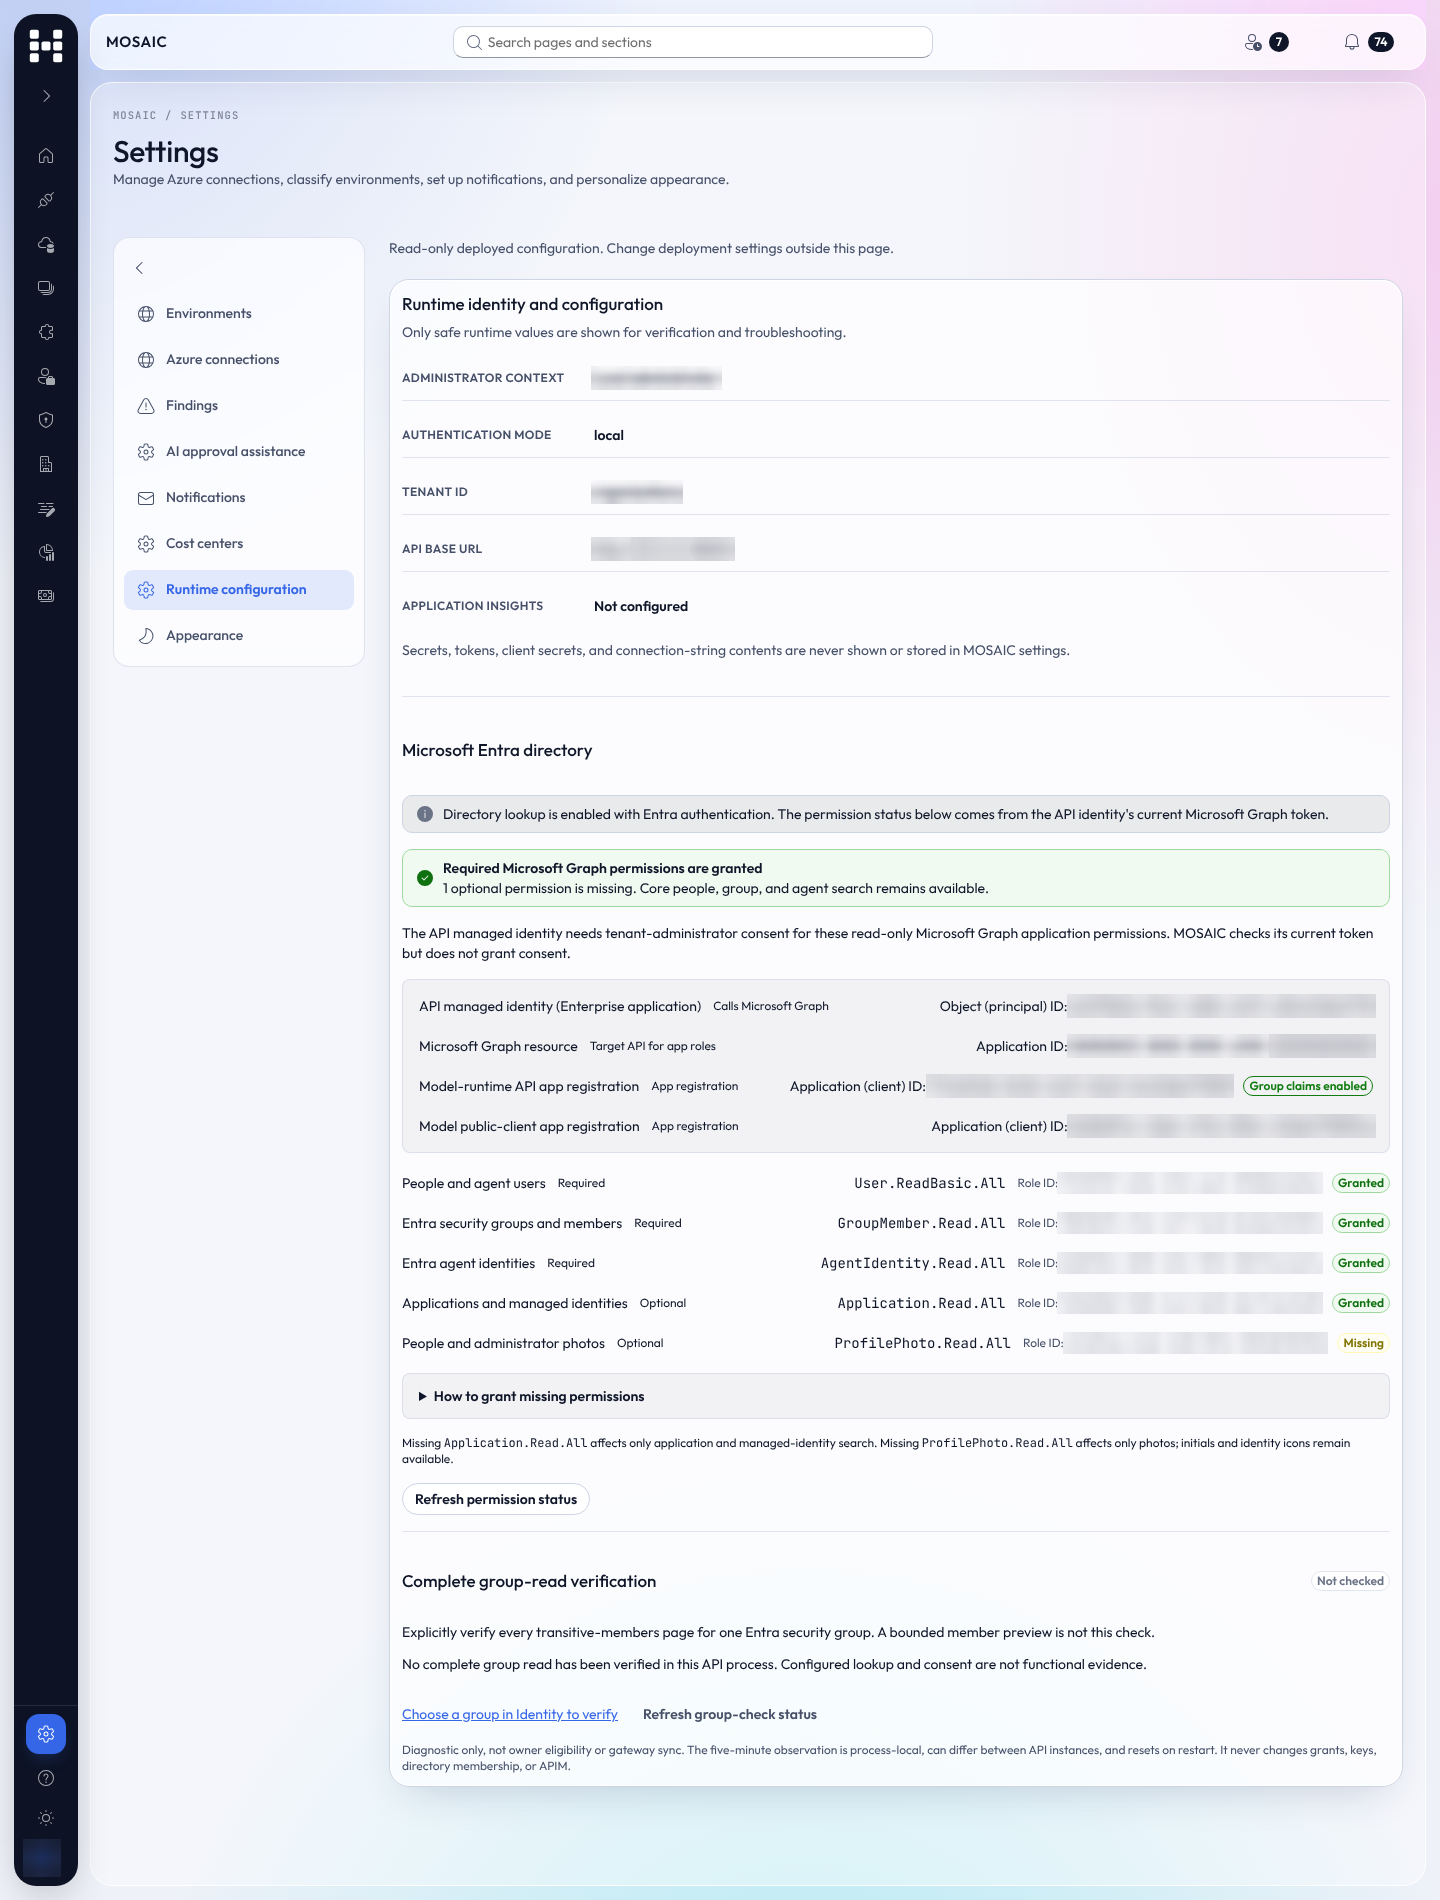 MOSAIC
Search pages and sections
7
74
MOSAIC / SETTINGS
Settings
Manage Azure connections, classify environments, set up notifications, and personalize appearance.
Environments
Azure connections
Findings
AI approval assistance
Notifications
Cost centers
Runtime configuration
Appearance
Read-only deployed configuration. Change deployment settings outside this page.
Runtime identity and configuration
Only safe runtime values are shown for verification and troubleshooting.
ADMINISTRATOR CONTEXT
AUTHENTICATION MODE local
TENANT ID
API BASE URL
APPLICATION INSIGHTS Not configured
Secrets, tokens, client secrets, and connection-string contents are never shown or stored in MOSAIC settings.
Microsoft Entra directory
Directory lookup is enabled with Entra authentication. The permission status below comes from the API identity's current Microsoft Graph token.
Required Microsoft Graph permissions are granted
1 optional permission is missing. Core people, group, and agent search remains available.
The API managed identity needs tenant-administrator consent for these read-only Microsoft Graph application permissions. MOSAIC checks its current token
but does not grant consent.
API managed identity (Enterprise application) Calls Microsoft Graph Object (principal) ID:
Microsoft Graph resource Target API for app roles Application ID:
Model-runtime API app registration App registration Application (client) ID: Group claims enabled
Model public-client app registration App registration Application (client) ID:
People and agent users Required User.ReadBasic.All Role ID: Granted
Entra security groups and members Required GroupMember.Read.All Role ID: Granted
Entra agent identities Required AgentIdentity.Read.All Role ID: Granted
Applications and managed identities Optional Application.Read.All Role ID: Granted
People and administrator photos Optional ProfilePhoto.Read.All Role ID: Missing
How to grant missing permissions
Missing Application.Read.All affects only application and managed-identity search. Missing ProfilePhoto.Read.All affects only photos; initials and identity icons remain
available.
Refresh permission status
Complete group-read verification Not checked
Explicitly verify every transitive-members page for one Entra security group. A bounded member preview is not this check.
No complete group read has been verified in this API process. Configured lookup and consent are not functional evidence.
Choose a group in Identity to verify Refresh group-check status
Diagnostic only, not owner eligibility or gateway sync. The five-minute observation is process-local, can differ between API instances, and resets on restart. It never changes grants, keys,
directory membership, or APIM.